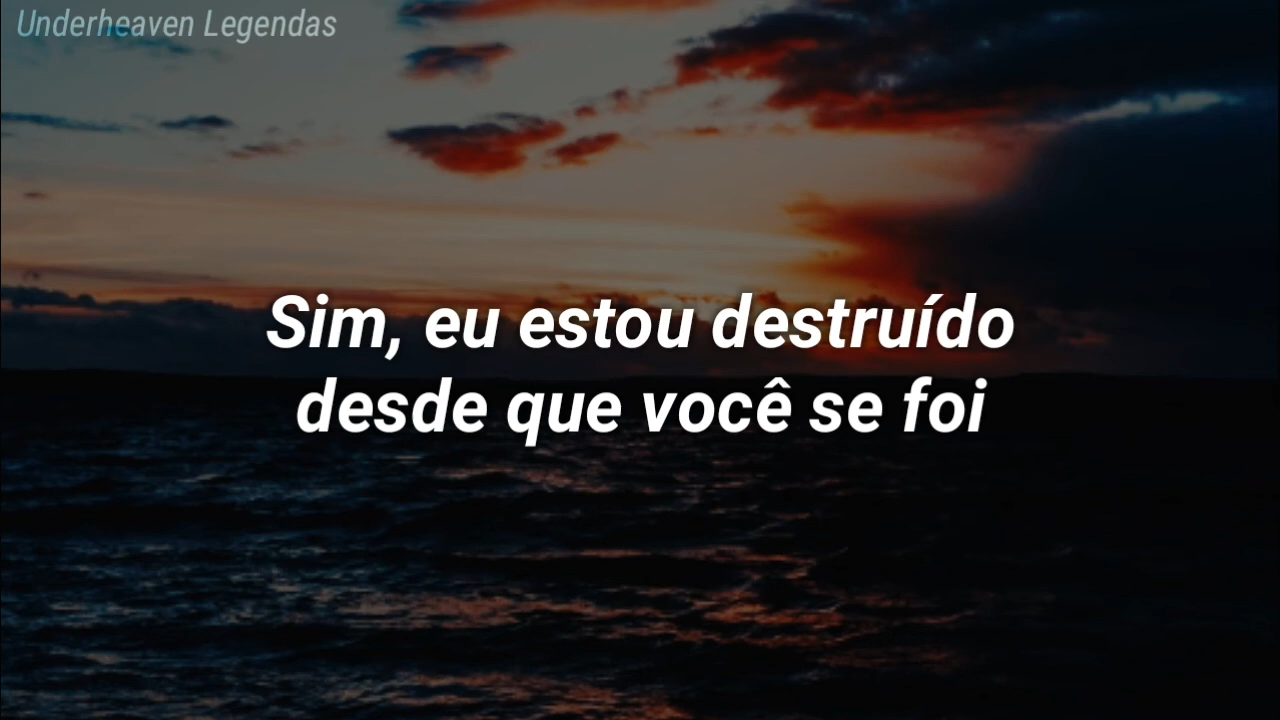 Underheaven Legendas
Sim, eu estou destruído
desde que você se foi